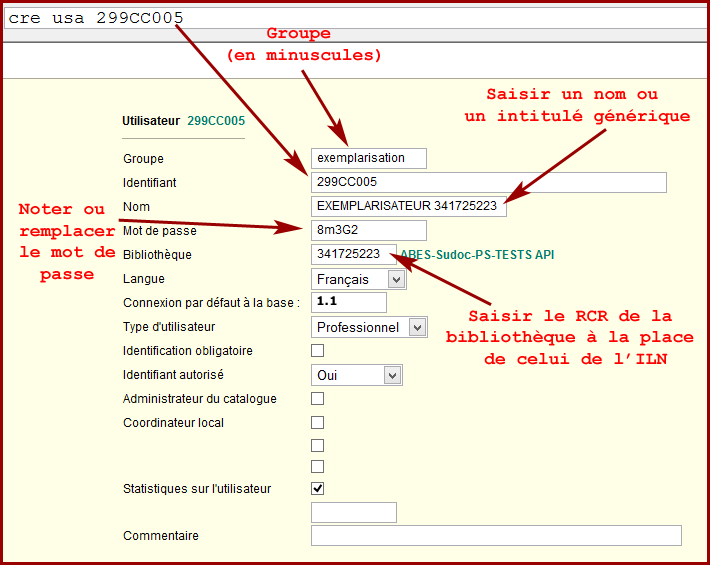 cre usa 299CC005
Groupe
(en minuscules)
Saisir un nom ou
un intitulé générique
Utilisateur 299CC005
Groupe exemplarisation
Identifiant 299CC005
Nom EXEMPLARISATEUR 341725223
Noter ou
remplacer
le mot de
passe
Mot de passe 8m3G2
Bibliothèque 341725223 ABES-Sudoc-PS-TESTS API
Langue Français
Connexion par défaut à la base : 1.1
Saisir le RCR de la
bibliothèque à la place
de celui de l'ILN
Type d'utilisateur Professionnel
Identification obligatoire
Identifiant autorisé Oui
Administrateur du catalogue
Coordinateur local
Statistiques sur l'utilisateur
Commentaire